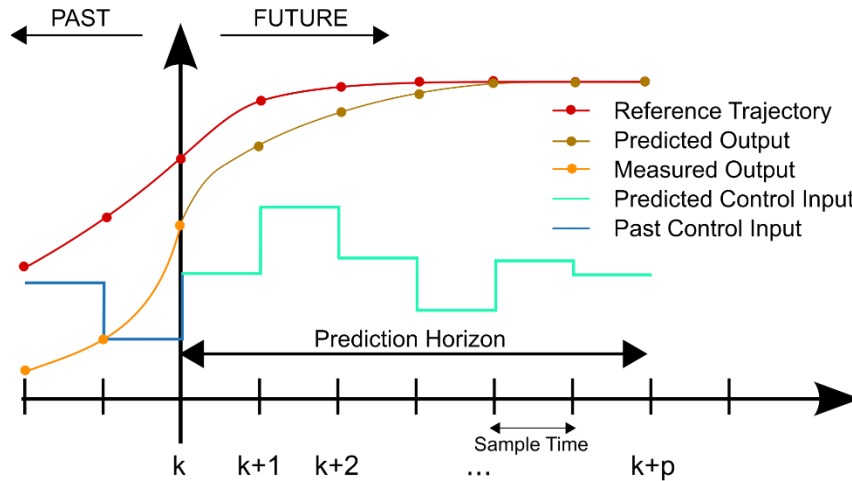 PAST
FUTURE
Reference Trajectory
Predicted Output
Measured Output
Predicted Control Input
Past Control Input
Prediction Horizon
Sample Time
k
k+1
k+2
...
k+p